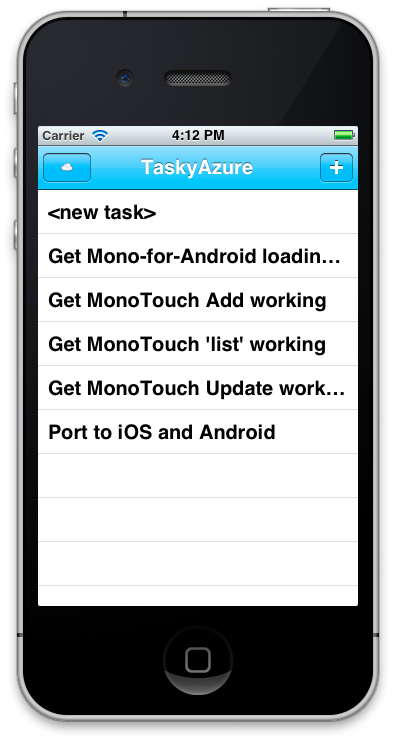 Carrier 4:12 PM
TaskyAzure +
<new task>
Get Mono-for-Android loadin...
Get MonoTouch Add working
Get MonoTouch 'list' working
Get MonoTouch Update work...
Port to iOS and Android